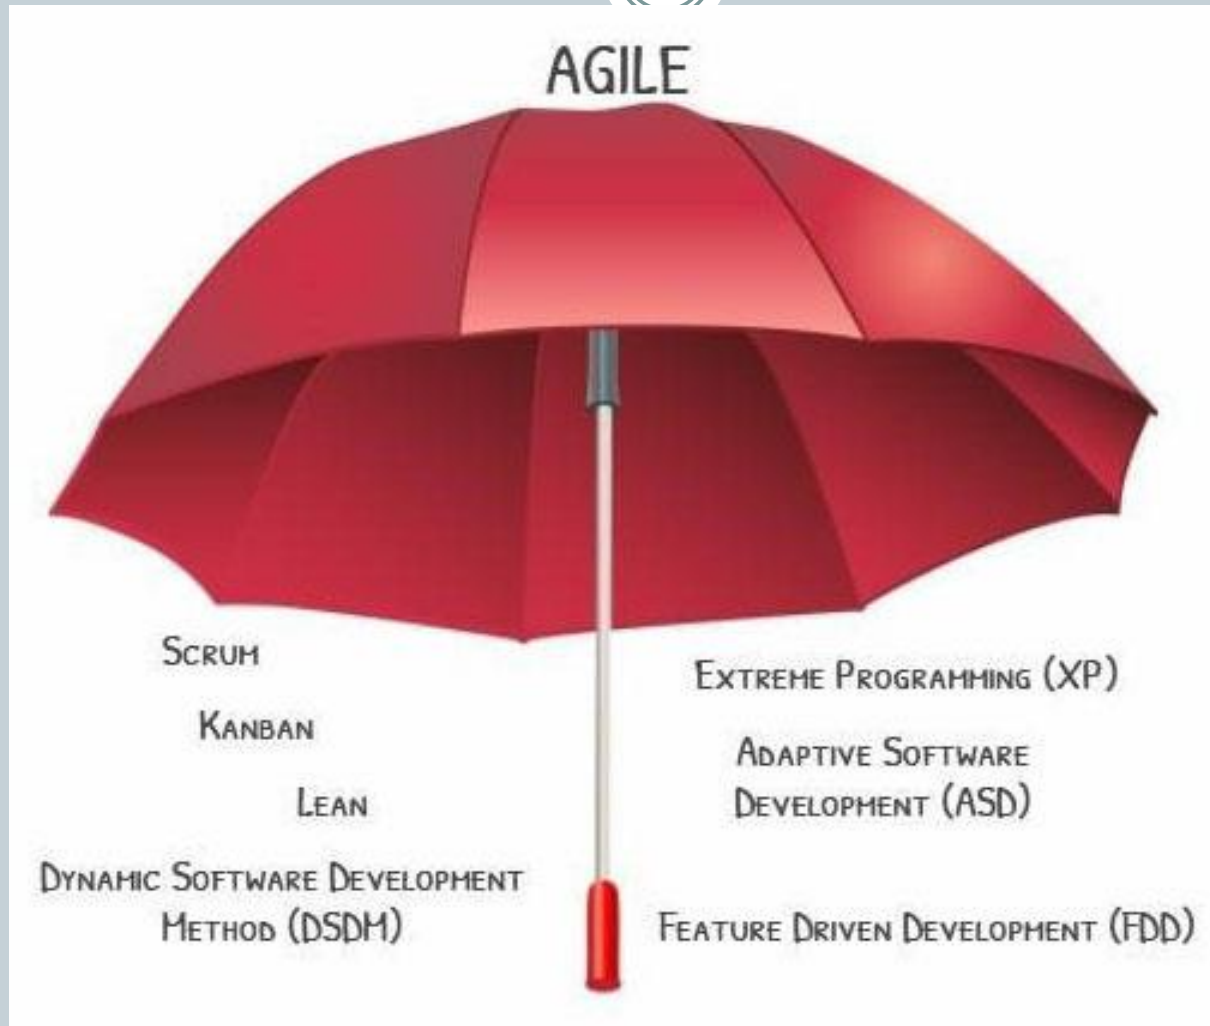 AGILE
SCRUM
KANBAN
LEAN
DYNAMIC SOFTWARE DEVELOPMENT
METHOD (DSDM)
EXTREME PROGRAMMING (XP)
ADAPTIVE SOFTWARE
DEVELOPMENT (ASD)
FEATURE DRIVEN DEVELOPMENT (FDD)